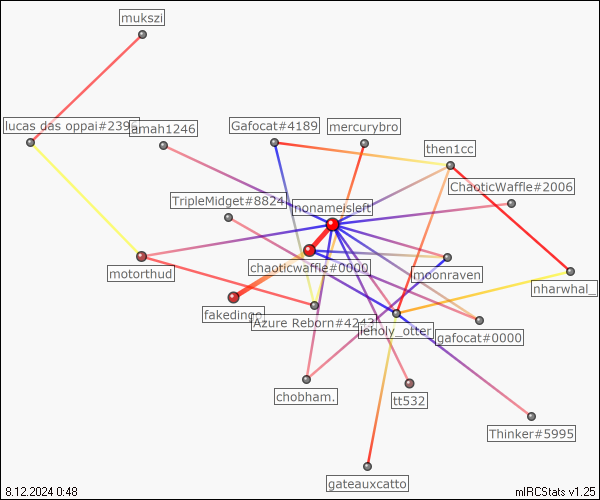 mukszi
lucas das oppai#239
amah1246
Gafocat#4189
mercurybro
then1cc
ChaoticWaffle#2006
TripleMidget#8824
nonameisleft
chaoticwaffle#0000
moonraven
nharwhal_
motorthud
fakedingo
Azure Reborn#4243
leholy_otter
gafocat#0000
chobham.
tt532
Thinker#5995
gateauxcatto
8.12.2024 0:48
mIRCStats v1.25